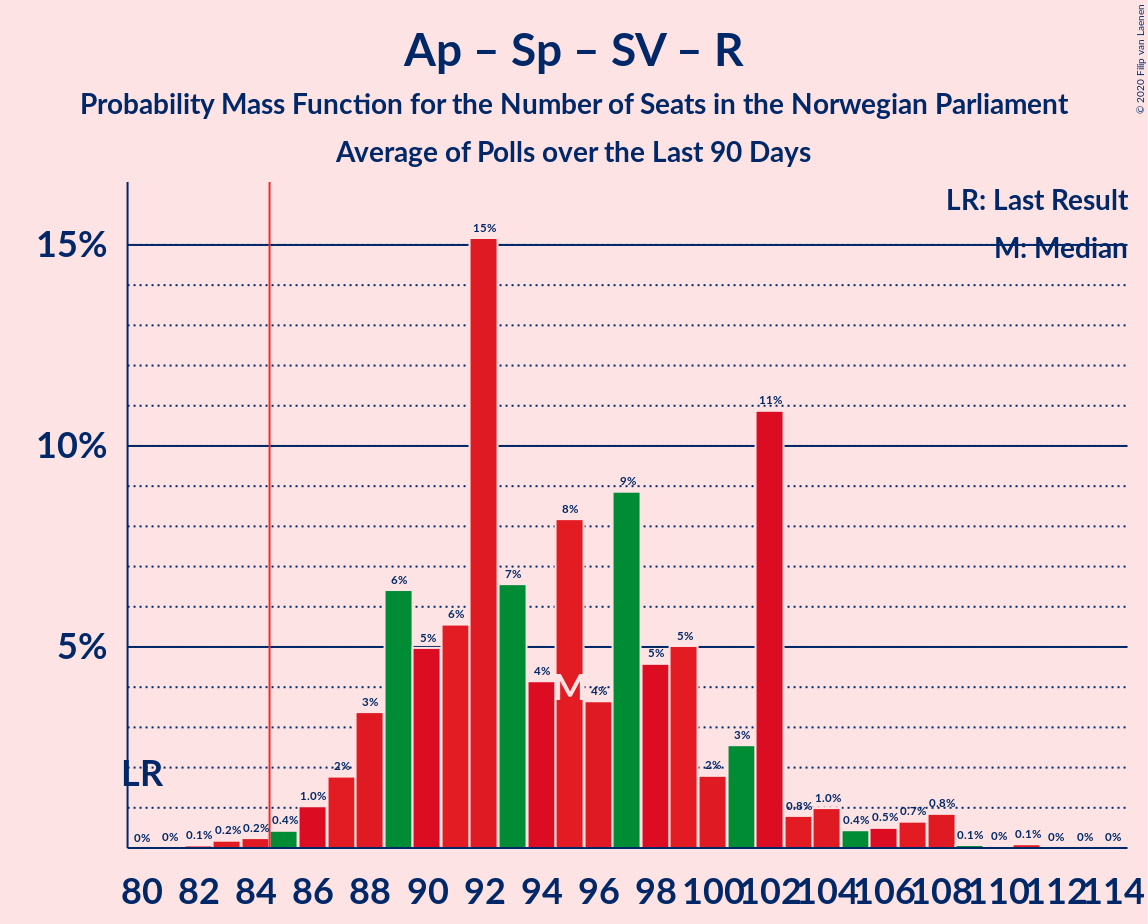 Ap – Sp – SV – R
Probability Mass Function for the Number of Seats in the Norwegian Parliament
Average of Polls over the Last 90 Days
© 2020 Filip van Laenen
LR: Last Result
M: Median
15%
10%
5%
LR
M
0% 0% 0.1% 0.2% 0.2% 0.4% 1.0% 2% 3% 6% 5% 6% 15% 7% 4% 8% 4% 9% 5% 5% 2% 3% 11% 0.8% 1.0% 0.4% 0.5% 0.7% 0.8% 0.1% 0% 0.1% 0% 0% 0%
80 82 84 86 88 90 92 94 96 98 100 102 104 106 108 110 112 114